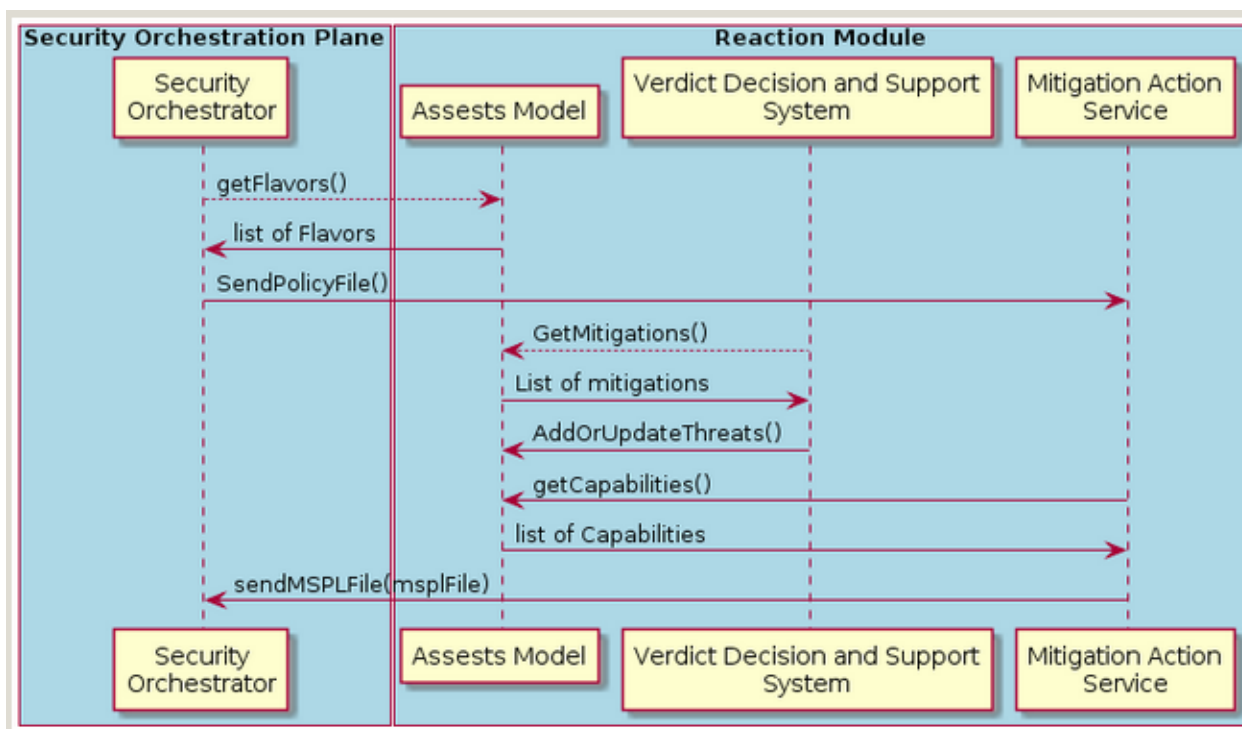 Security Orchestration Plane
Reaction Module
Security
Orchestrator
Assests Model
Verdict Decision and Support
System
Mitigation Action
Service
getFlavors()
list of Flavors
SendPolicyFile()
GetMitigations()
List of mitigations
AddOrUpdateThreats()
getCapabilities()
list of Capabilities
sendMSPLFile(msplFile)
Security
Orchestrator
Assests Model
Verdict Decision and Support
System
Mitigation Action
Service